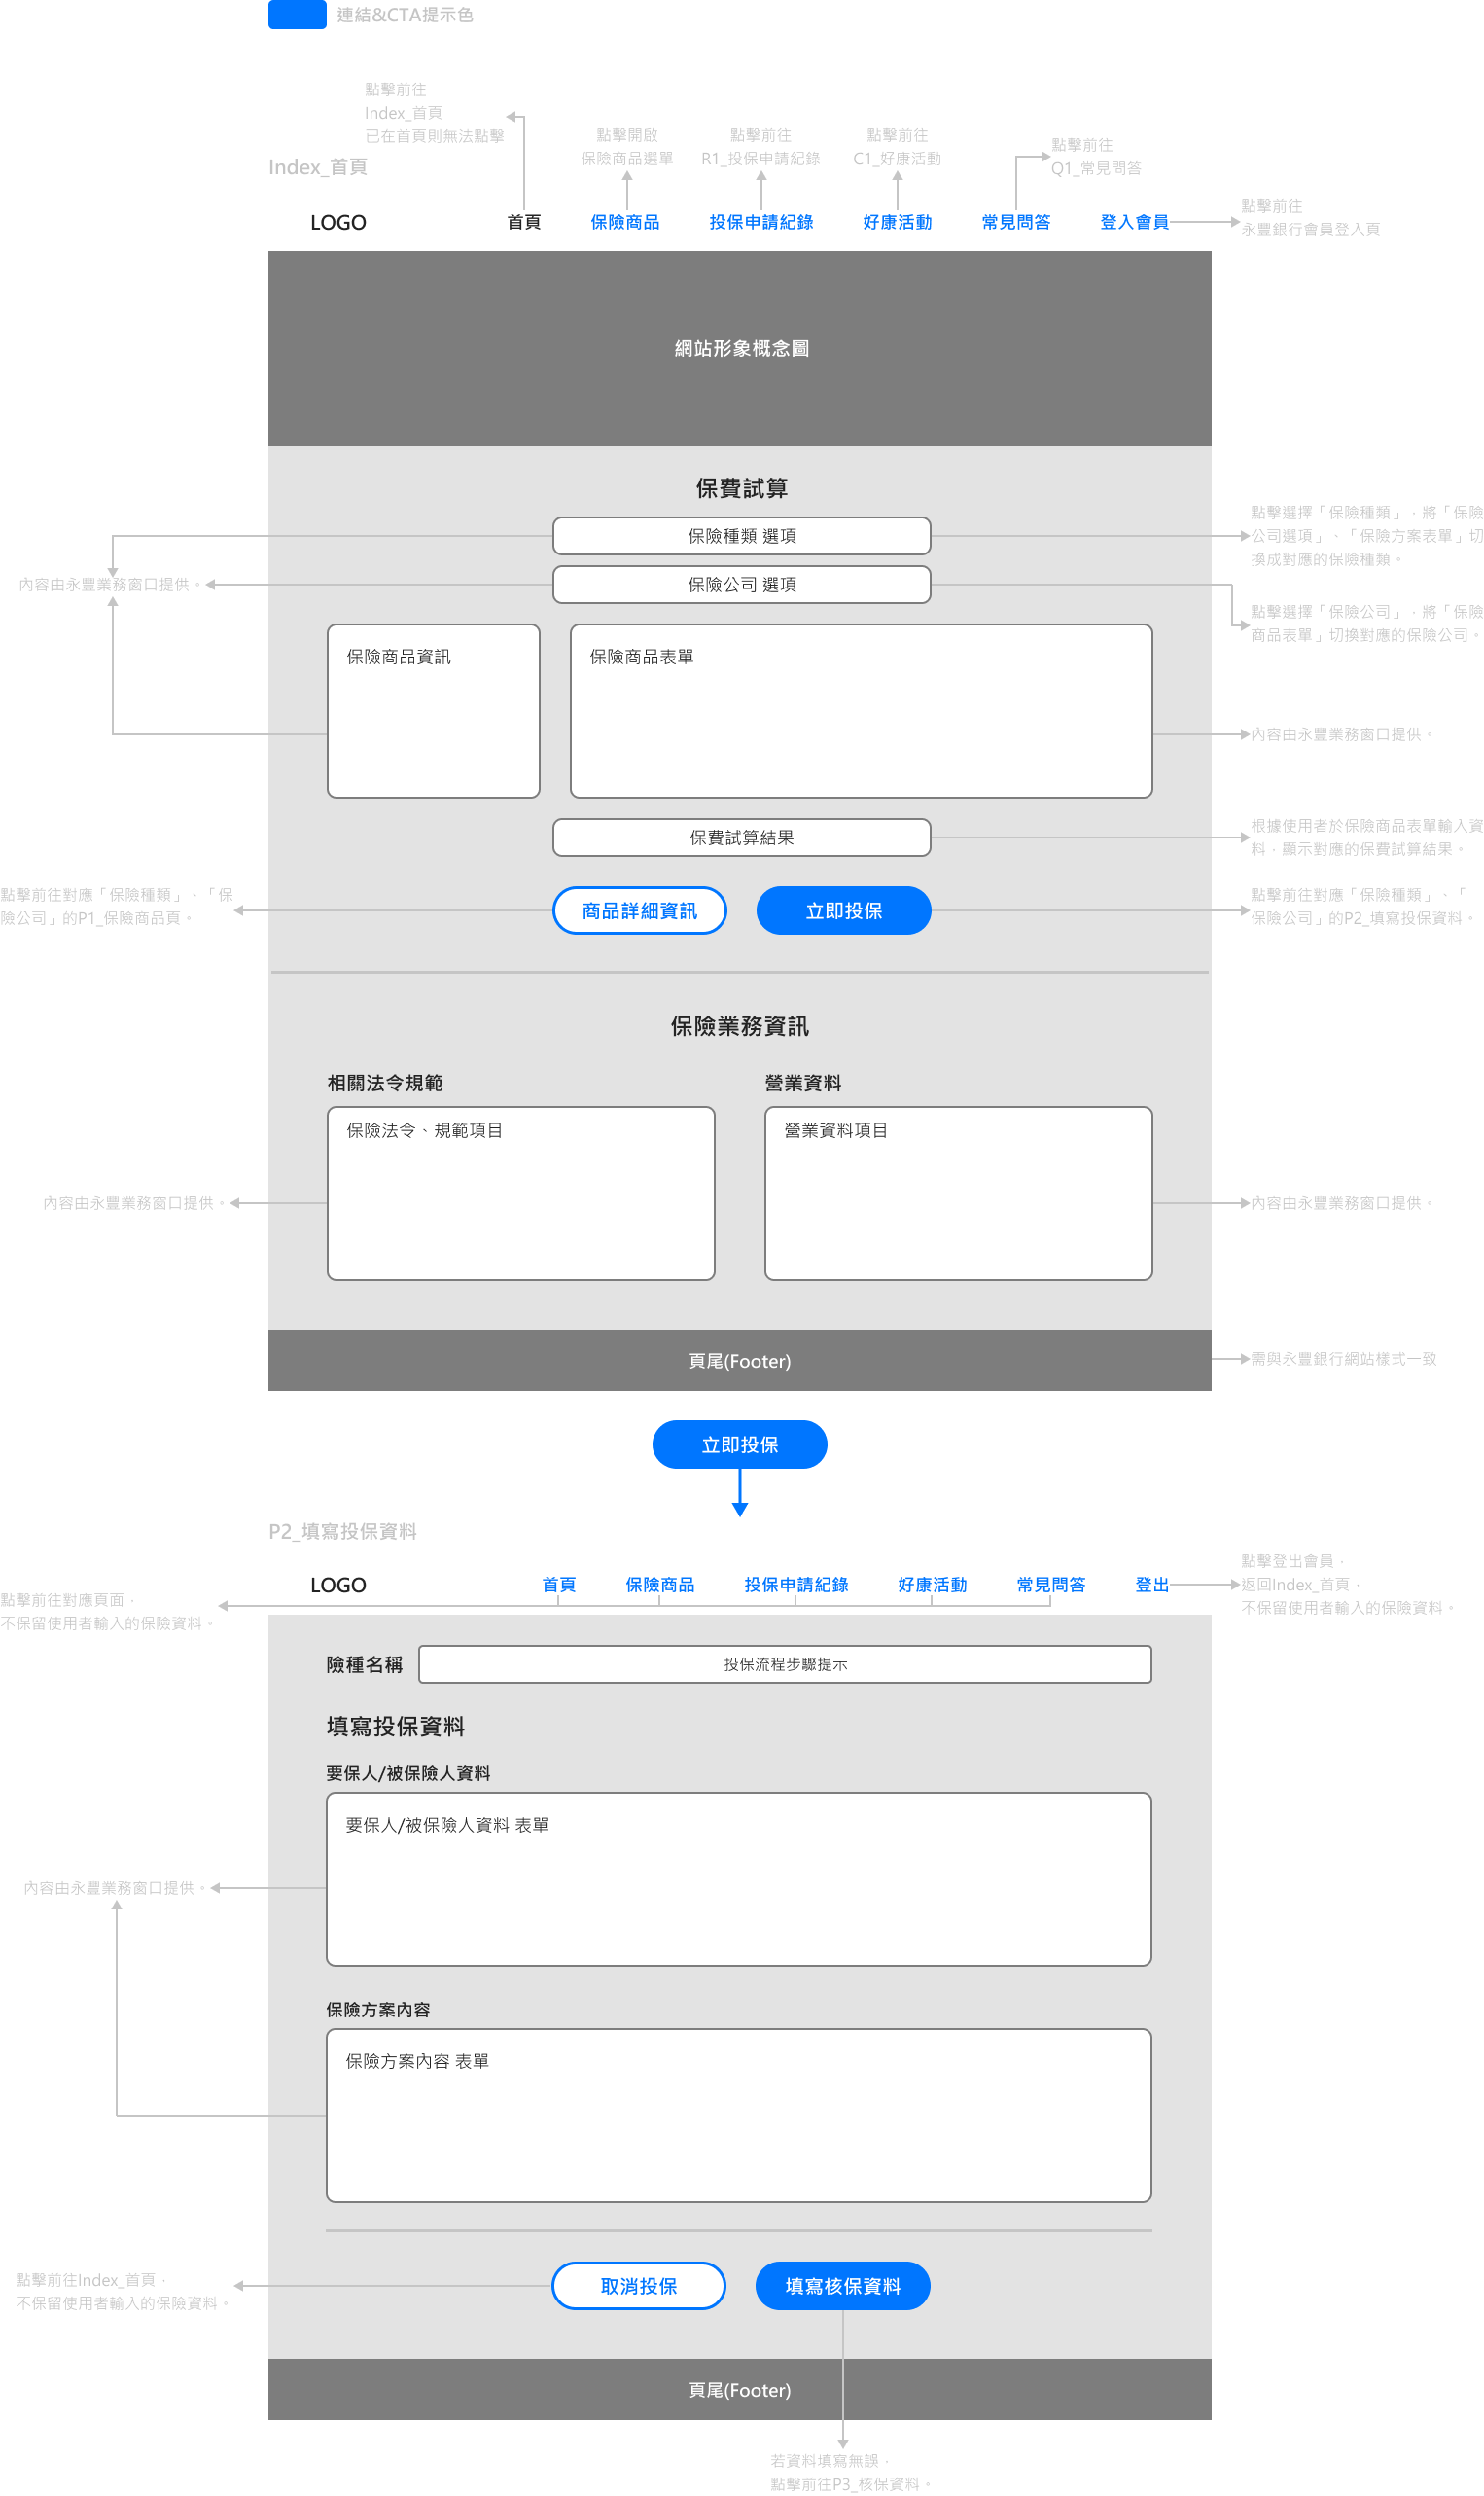 連結&CTA提示色
點擊前往
Index_首頁
已在首頁則無法點擊
點擊開啟
保險商品選單
點擊前往
R1_投保申請紀錄
點擊前往
C1_好康活動
點擊前往
Q1_常見問答
Index_首頁
LOGO
首頁
保險商品
投保申請紀錄
好康活動
常見問答
登入會員
點擊前往
永豐銀行會員登入頁
網站形象概念圖
保費試算
保險種類 選項
點擊選擇「保險種類」,將「保險
公司選項」、「保險方案表單」切
換成對應的保險種類。
內容由永豐業務窗口提供。
保險公司 選項
點擊選擇「保險公司」,將「保險
商品表單」切換對應的保險公司。
保險商品資訊
保險商品表單
內容由永豐業務窗口提供。
保費試算結果
根據使用者於保險商品表單輸入資
料,顯示對應的保費試算結果。
點擊前往對應「保險種類」、「保
險公司」的P1_保險商品頁。
商品詳細資訊
立即投保
點擊前往對應「保險種類」、「
保險公司」的P2_填寫投保資料。
保險業務資訊
相關法令規範
營業資料
保險法令、規範項目
營業資料項目
內容由永豐業務窗口提供。
內容由永豐業務窗口提供。
頁尾(Footer)
需與永豐銀行網站樣式一致
立即投保
P2_填寫投保資料
LOGO
首頁
保險商品
投保申請紀錄
好康活動
常見問答
登出
點擊登出會員,
返回Index_首頁,
不保留使用者輸入的保險資料。
點擊前往對應頁面,
不保留使用者輸入的保險資料。
險種名稱
投保流程步驟提示
填寫投保資料
要保人/被保險人資料
要保人/被保險人資料 表單
內容由永豐業務窗口提供。
保險方案內容
保險方案內容 表單
點擊前往Index_首頁,
不保留使用者輸入的保險資料。
取消投保
填寫核保資料
頁尾(Footer)
若資料填寫無誤,
點擊前往P3_核保資料。